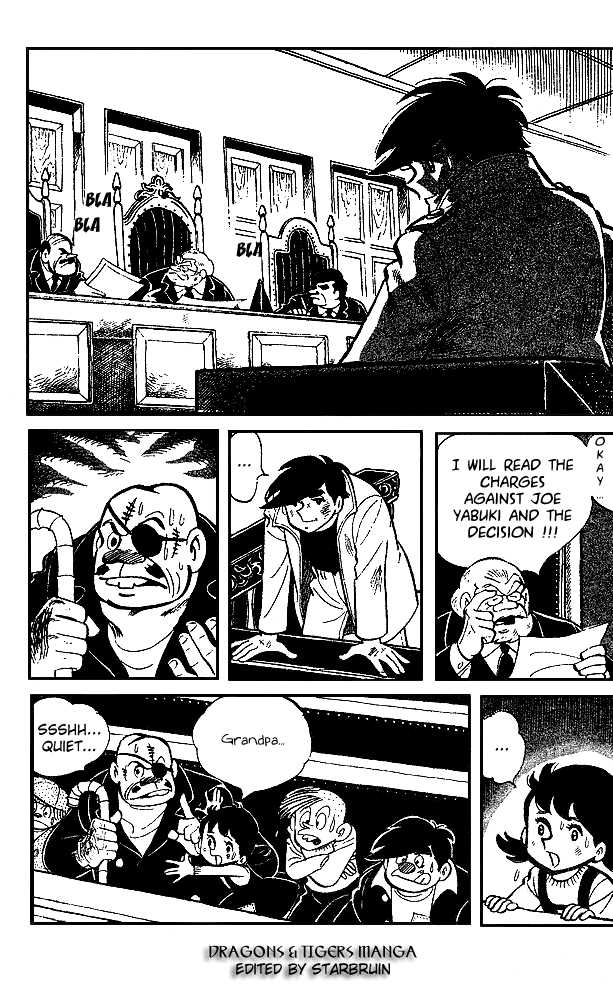 BLA
BLA
BLA
...
OKAY...
I WILL READ THE
CHARGES
AGAINST JOE
YABUKI AND THE
DECISION !!!
SSSHH...
QUIET...
Grandpa...
...
DRAGONS & TIGERS MANGA
EDITED BY STARBRUIN